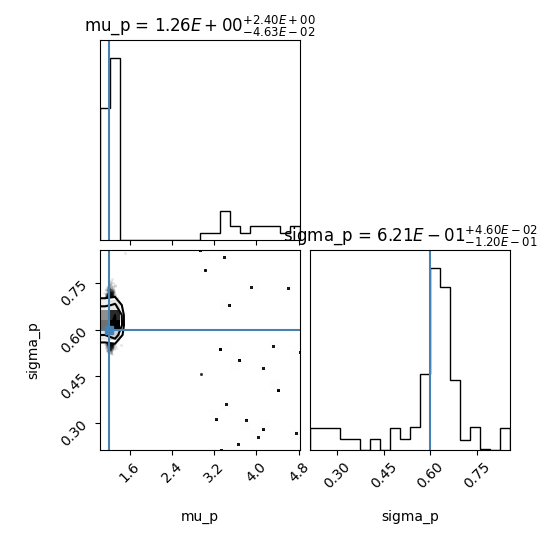 mu_p = 1.26E + 00+2.40E+00−4.63E−02
sigma_p = 6.21E − 01+4.60E−02−1.20E−01
sigma_p
0.75
0.60
0.45
0.30
1.6 2.4 3.2 4.0 4.8 0.30 0.45 0.60 0.75
mu_p sigma_p